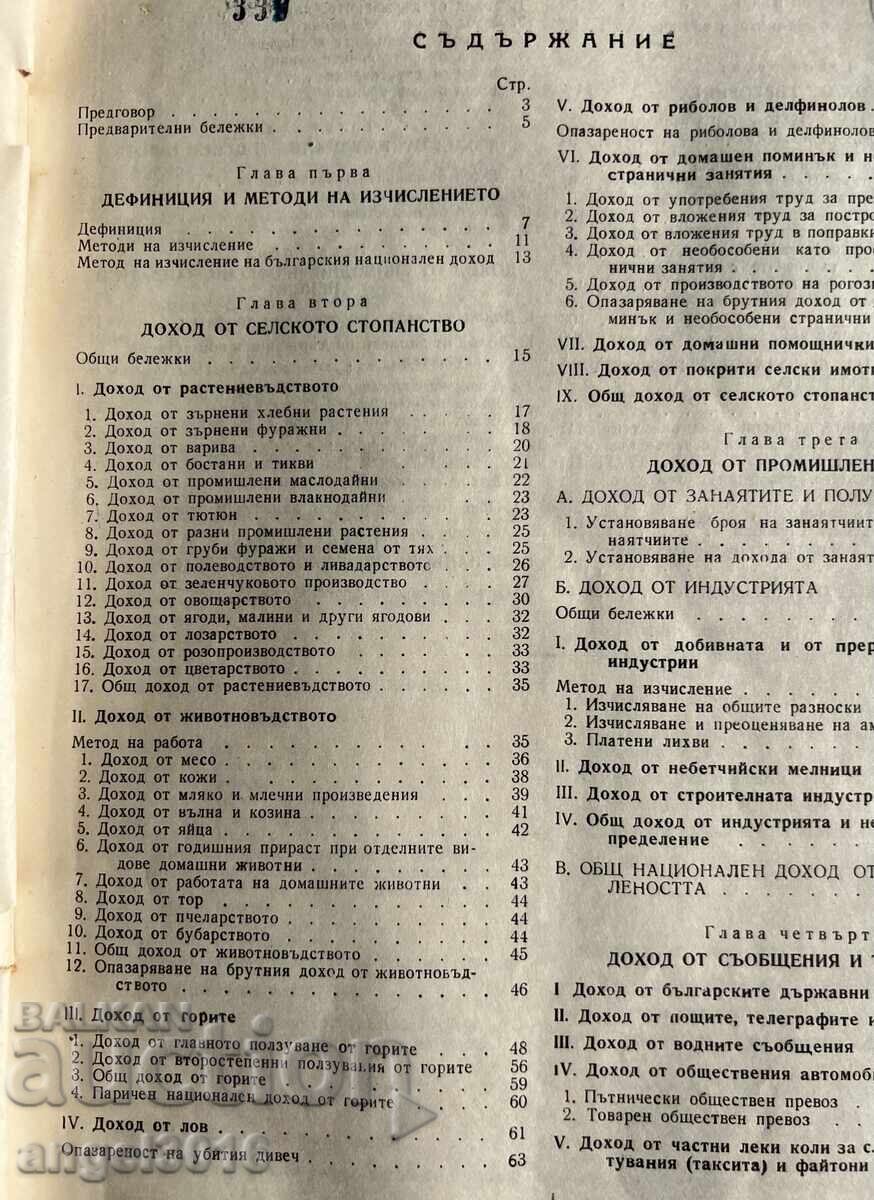 СЪДЪРЖАНИЕ
Стр.
Предговор . . . . . . . . . . . . . . . . 3
Предварителни бележки . . . . . . . . . . . 5
Глава първа
ДЕФИНИЦИЯ И МЕТОДИ НА ИЗЧИСЛЕНИЕТО
Дефиниция . . . . . . . . . . . . . . . 7
Методи на изчисление . . . . . . . . . . . 11
Метод на изчисление на българския национален доход 13
Глава втора
ДОХОД ОТ СЕЛСКОТО СТОПАНСТВО
Общи бележки . . . . . . . . . . . . . . 15
I. Доход от растениевъдството
1. Доход от зърнени хлебни растения . . . . . 17
2. Доход от зърнени фуражни . . . . . . . 18
3. Доход от варива . . . . . . . . . . . 20
4. Доход от бостани и тикви . . . . 21
5. Доход от промишлени маслодайни . . . . 22
6. Доход от промишлени влакнодайни . . 23
7. Доход от тютюн . . . . . . . . . . . 23
8. Доход от разни промишлени растения . . . . 25
9. Доход от груби фуражи и семена от тях . . . 25
10. Доход от полеводството и ливадарството . . . 26
11. Доход от зеленчуковото производство . . . . 27
12. Доход от овощарството . . . . . . . . . 30
13. Доход от ягоди, малини и други ягодови . . . 32
14. Доход от лозарството . . . . . . . . . . 32
15. Доход от розопроизводството . . . . . . . 33
16. Доход от цветарството . . . . . . . . . . 33
17. Общ доход от растениевъдството . . . . . . 35
II. Доход от животновъдството
Метод на работа . . . . . . . . . . . . 35
1. Доход от месо . . . . . . . . . . . . . 36
2. Доход от кожи . . . . . . . . . . . . 38
3. Доход от мляко и млечни произведения . . . 39
4. Доход от вълна и козина . . . . . . . . . 41
5. Доход от яйца . . . . . . . . . . . . . 42
6. Доход от годишния прираст при отделните ви-
дове домашни животни . . . . . . . . . 43
7. Доход от работата на домашните животни . . 43
8. Доход от тор . . . . . . . . . . . . 44
9. Доход от пчеларството . . . . . . . . . 44
10. Доход от бубарството . . . . . . . . . . 44
11. Общ доход от животновъдството . . . . . . 45
12. Опазаряване на брутния доход от животновъд-
ството . . . . . . . . . . . . . . . 46
III. Доход от горите
1. Доход от главното ползуване от горите . . . 48
2. Доход от второстепенни ползувания от горите 56
3. Общ доход от горите . . . . . . . . . 59
4. Паричен национален доход от горите . . . . 60
IV. Доход от лов . . . . . . . . . . . . 61
Опазареност на убития дивеч . . . . . . . . 63
V. Доход от риболов и делфинолов .
Опазареност на риболова и делфинолов
VI. Доход от домашен поминък и н
странични занятия . . . . .
1. Доход от употребения труд за пре
2. Доход от вложения труд за постро
3. Доход от вложения труд в поправки
4. Доход от необособени като про
нични занятия . . . . . . .
5. Доход от производството на рогоз
6. Опазаряване на брутния доход от
минък и необособени странични
VII. Доход от домашни помощнички
VIII. Доход от покрити селски имот
IX. Общ доход от селското стопанст
Глава трета
ДОХОД ОТ ПРОМИШЛЕН
А. ДОХОД ОТ ЗАНАЯТИТЕ И ПОЛУ
1. Установяване броя на занаятчиит
наятчиите . . . . . . . .
2. Установяване на дохода от занаят
Б. ДОХОД ОТ ИНДУСТРИЯТА
Общи бележки . . . . . . . .
I. Доход от добивната и от прер
индустрии
Метод на изчисление . . . . . .
1. Изчисляване на общите разноски
2. Изчисляване и преоценяване на ам
3. Платени лихви . . . . . . .
II. Доход от небетчийски мелници
III. Доход от строителната индустр
IV. Общ доход от индустрията и не
пределение . . . . . .
В. ОБЩ НАЦИОНАЛЕН ДОХОД ОТ
ЛЕНОСТТА . . . . . . .
Глава четвърт
ДОХОД ОТ СЪОБЩЕНИЯ И
I Доход от българските държавни
II. Доход от пощите, телеграфите и
III. Доход от водните съобщения
IV. Доход от обществения автомоб
1. Пътнически обществен превоз .
2. Товарен обществен превоз . .
V. Доход от частни леки коли за с
тувания (таксита) и файтони
BALKAN
auction
angel2016